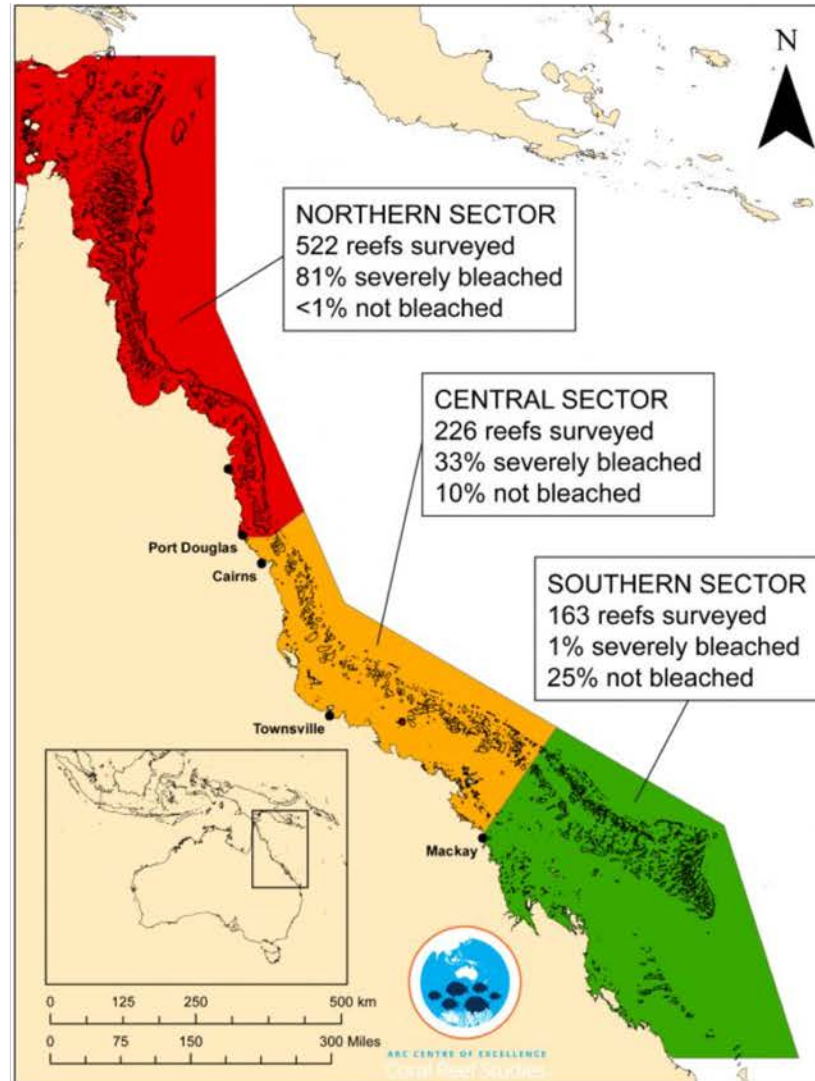 N
NORTHERN SECTOR
522 reefs surveyed
81% severely bleached
<1% not bleached
CENTRAL SECTOR
226 reefs surveyed
33% severely bleached
10% not bleached
Port Douglas
Cairns
SOUTHERN SECTOR
163 reefs surveyed
1% severely bleached
25% not bleached
Townsville
Mackay
0 125 250 500 km
0 75 150 300 Miles
ARC CENTRE OF EXCELLENCE
Coral Reef Studies